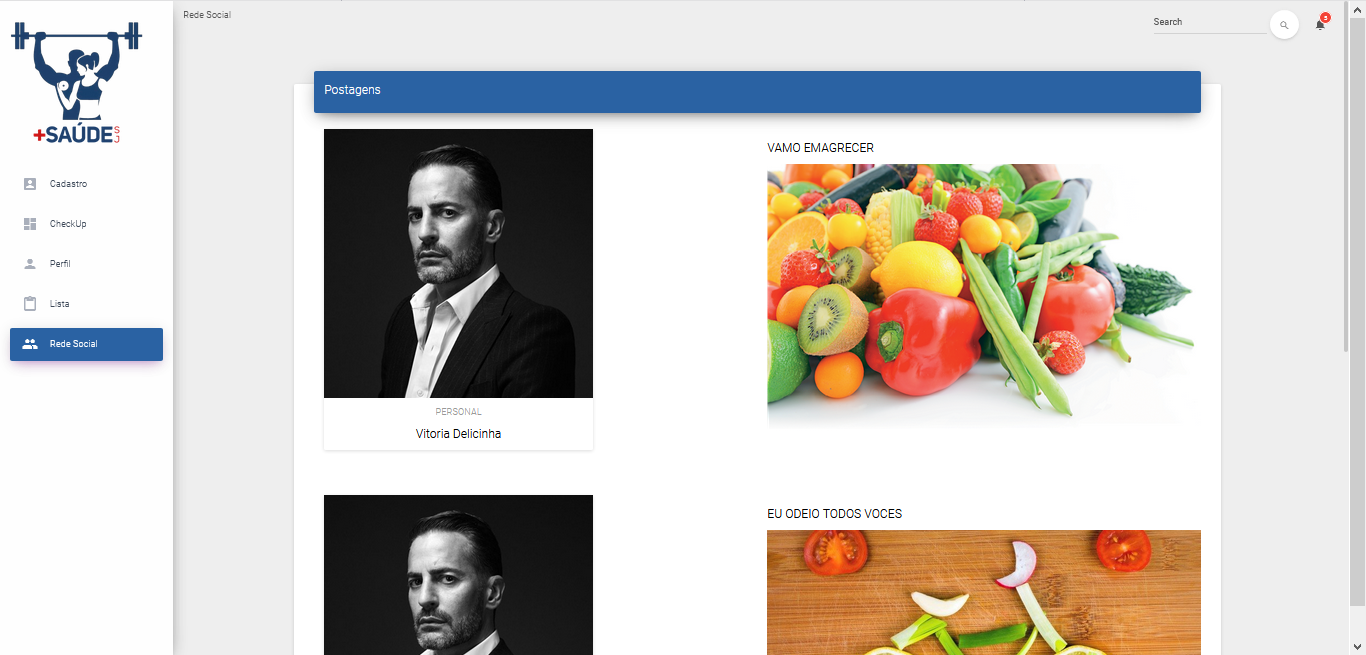 Rede Social
Search
5
+SAÚDE SJ
Cadastro
CheckUp
Perfil
Lista
Rede Social
Postagens
PERSONAL
Vitoria Delicinha
VAMO EMAGRECER
EU ODEIO TODOS VOCES